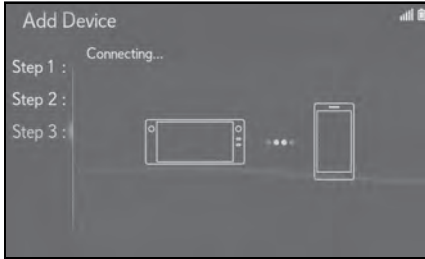 Add Device
Connecting...
Step 1 :
Step 2 :
Step 3 :